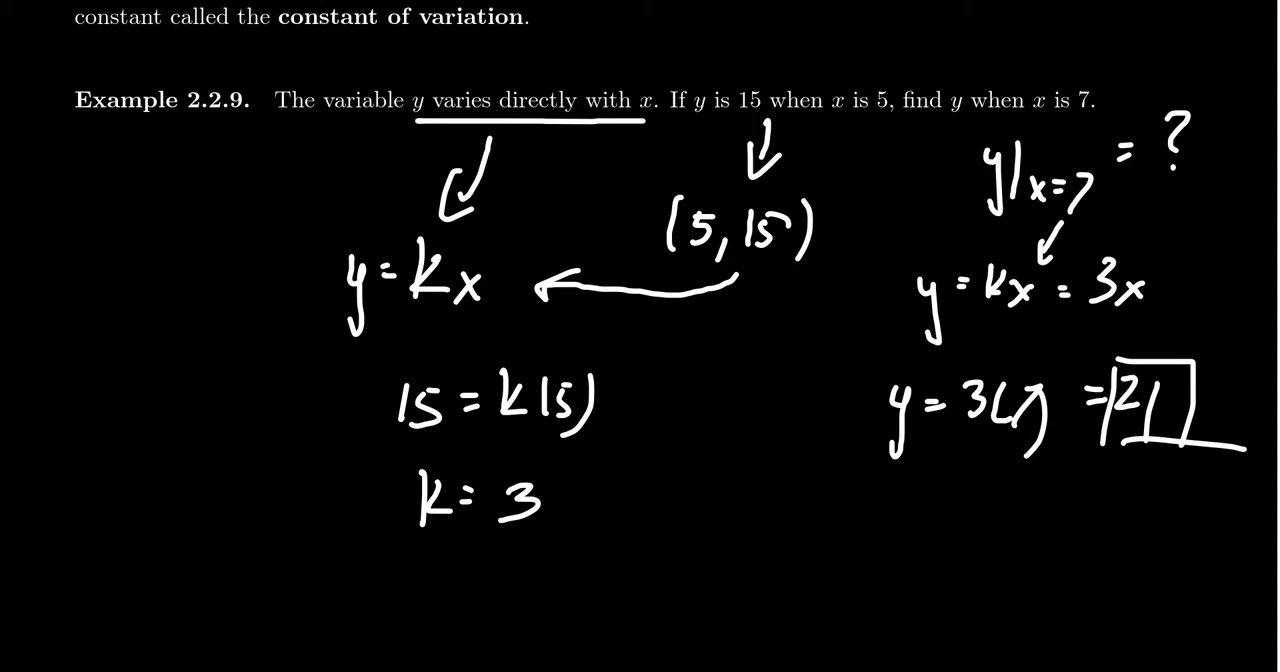 constant called the constant of variation.
Example 2.2.9. The variable y varies directly with x. If y is 15 when x is 5, find y when x is 7.
y|x=7 = ?
(5, 15)
y = kx
y = kx = 3x
15 = k(5)
y = 3(7) = 21
k = 3